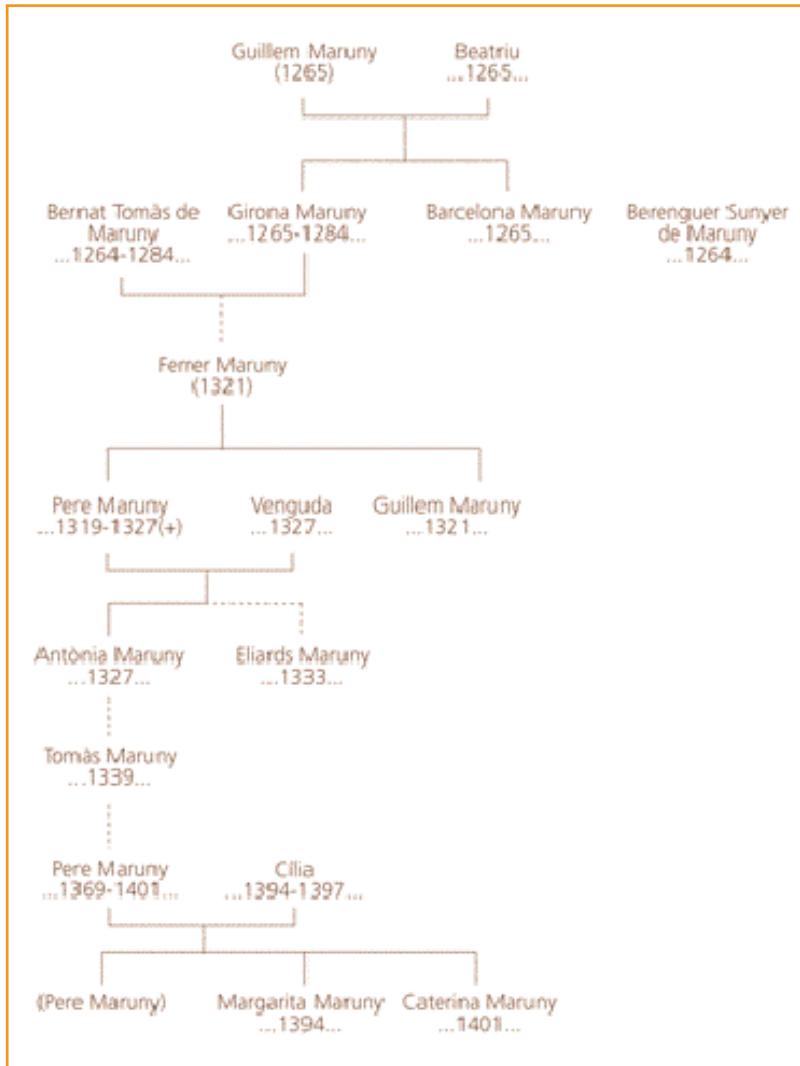 Guillem Maruny
(1265)
Beatriu
...1265...
Bernat Tomàs de
Maruny
...1264-1284...
Girona Maruny
...1265-1284...
Barcelona Maruny
...1265...
Berenguer Sunyer
de Maruny
...1264...
Ferrer Maruny
(1321)
Pere Maruny
...1319-1327(+)
Venguda
...1327...
Guillem Maruny
...1321...
Antònia Maruny
...1327...
Eliards Maruny
...1333...
Tomàs Maruny
...1339...
Pere Maruny
...1369-1401...
Cília
...1394-1397...
(Pere Maruny)
Margarita Maruny
...1394...
Caterina Maruny
...1401...